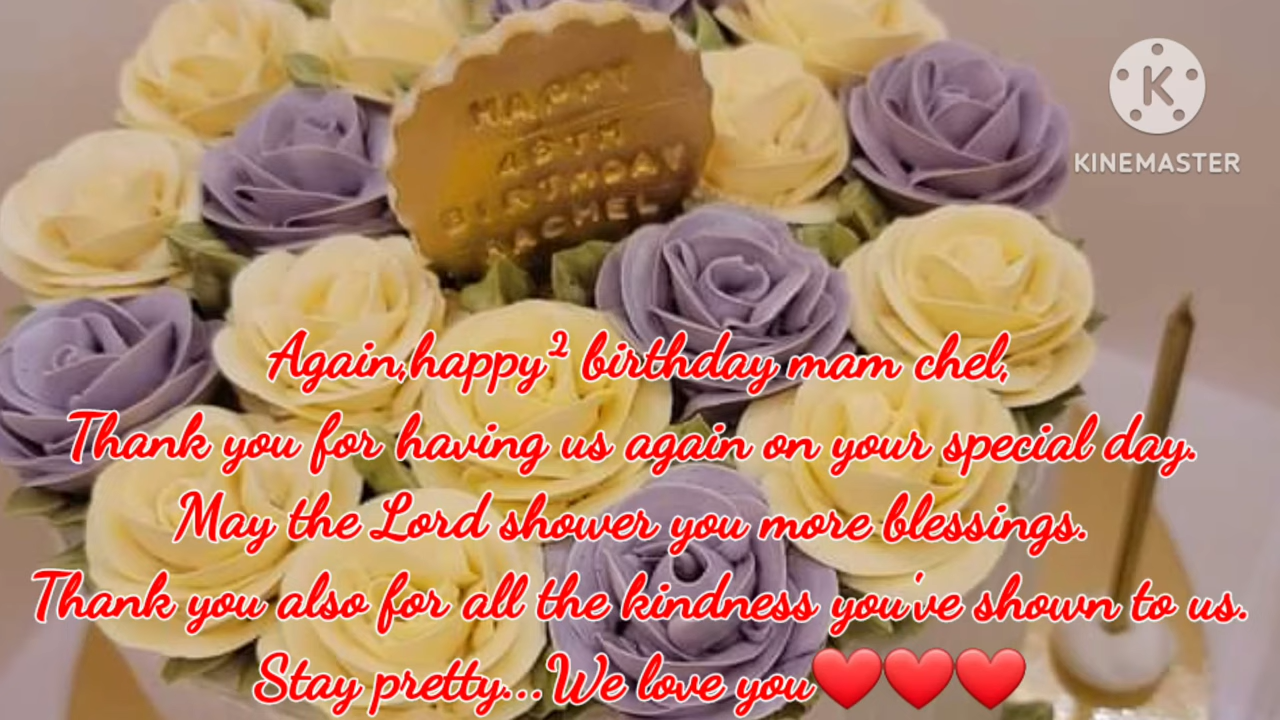 HAPPY
BIRTHDAY
RACHEL
K
KINEMASTER
Again,happy² birthday mam chel,
Thank you for having us again on your special day.
May the Lord shower you more blessings.
Thank you also for all the kindness you've shown to us.
Stay pretty...We love you❤️❤️❤️